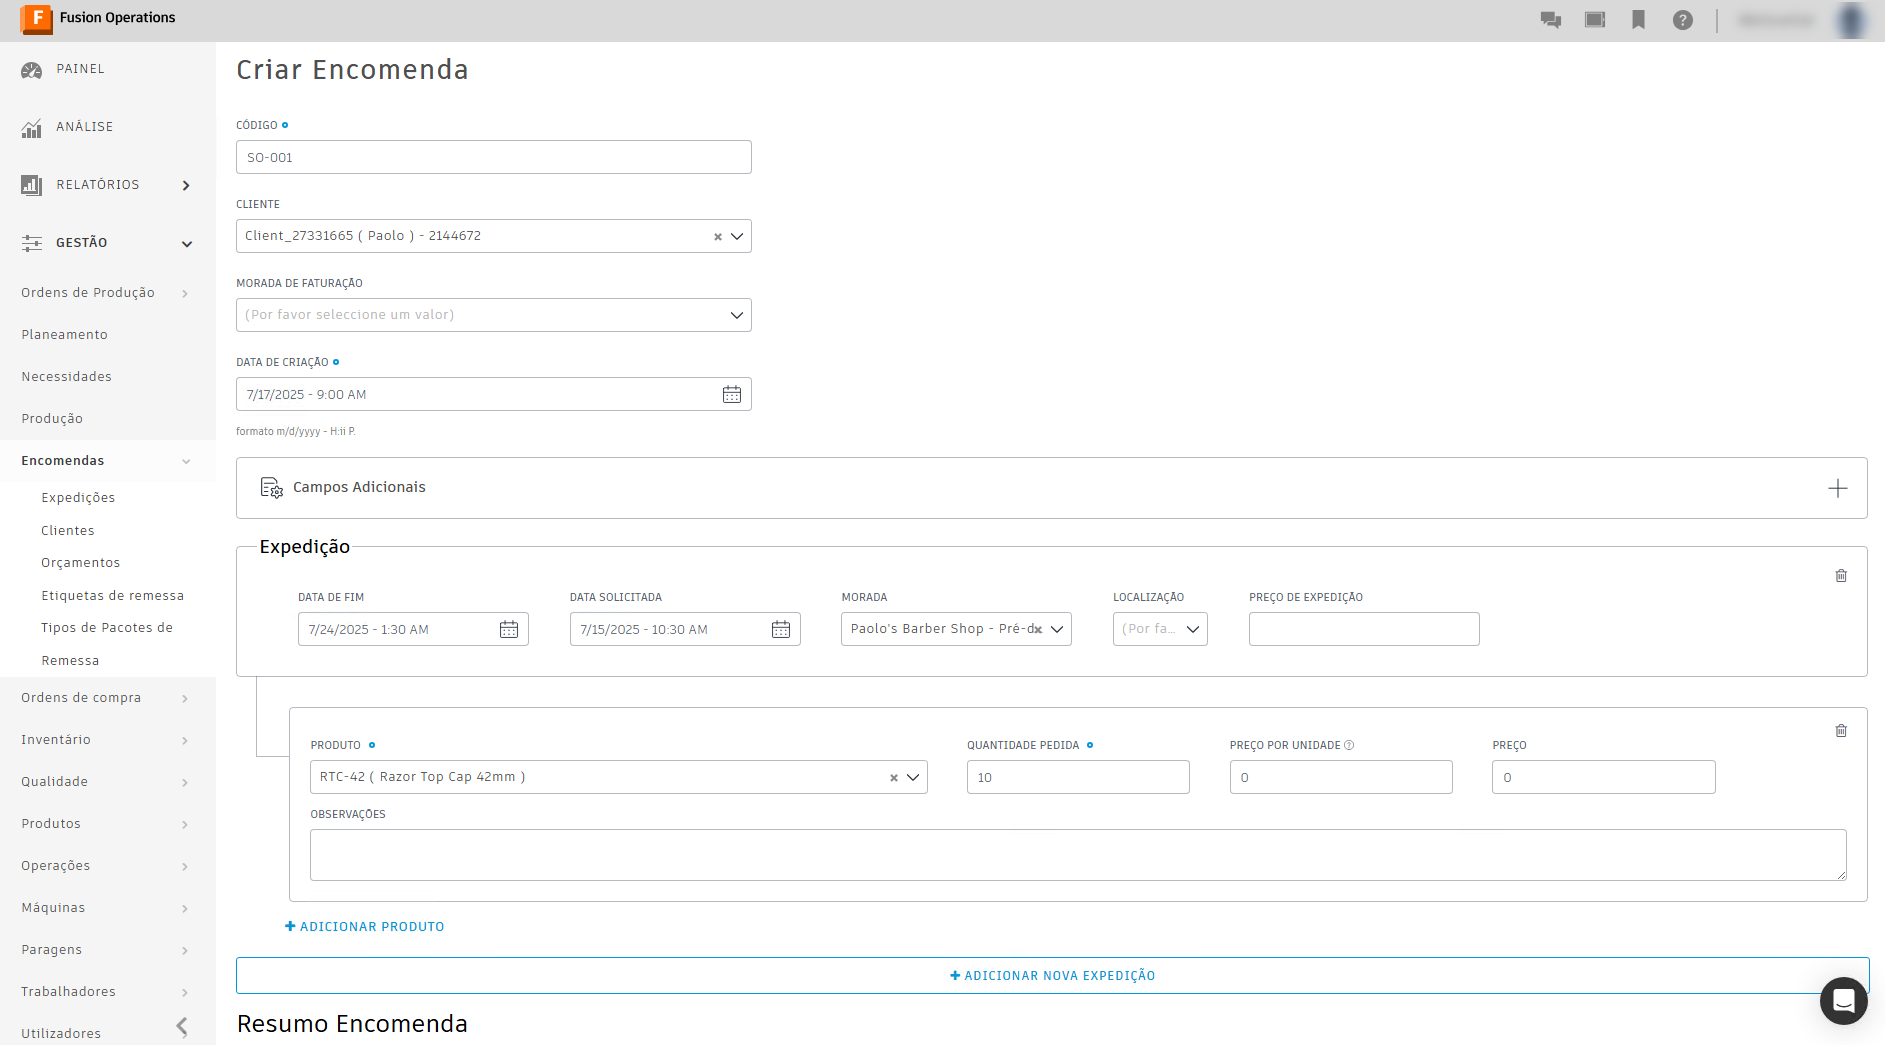 F Fusion Operations
PAINEL
ANÁLISE
RELATÓRIOS
GESTÃO
Ordens de Produção
Planeamento
Necessidades
Produção
Encomendas
Expedições
Clientes
Orçamentos
Etiquetas de remessa
Tipos de Pacotes de
Remessa
Ordens de compra
Inventário
Qualidade
Produtos
Operações
Máquinas
Paragens
Trabalhadores
Utilizadores
Criar Encomenda
CÓDIGO
SO-001
CLIENTE
Client_27331665 ( Paolo ) - 2144672
MORADA DE FATURAÇÃO
(Por favor seleccione um valor)
DATA DE CRIAÇÃO
7/17/2025 - 9:00 AM
formato m/d/yyyy - H:ii P.
Campos Adicionais
Expedição
DATA DE FIM
7/24/2025 - 1:30 AM
DATA SOLICITADA
7/15/2025 - 10:30 AM
MORADA
Paolo's Barber Shop - Pré-d
LOCALIZAÇÃO
(Por fa...
PREÇO DE EXPEDIÇÃO
PRODUTO
RTC-42 ( Razor Top Cap 42mm )
QUANTIDADE PEDIDA
10
PREÇO POR UNIDADE
0
PREÇO
0
OBSERVAÇÕES
+ ADICIONAR PRODUTO
+ ADICIONAR NOVA EXPEDIÇÃO
Resumo Encomenda